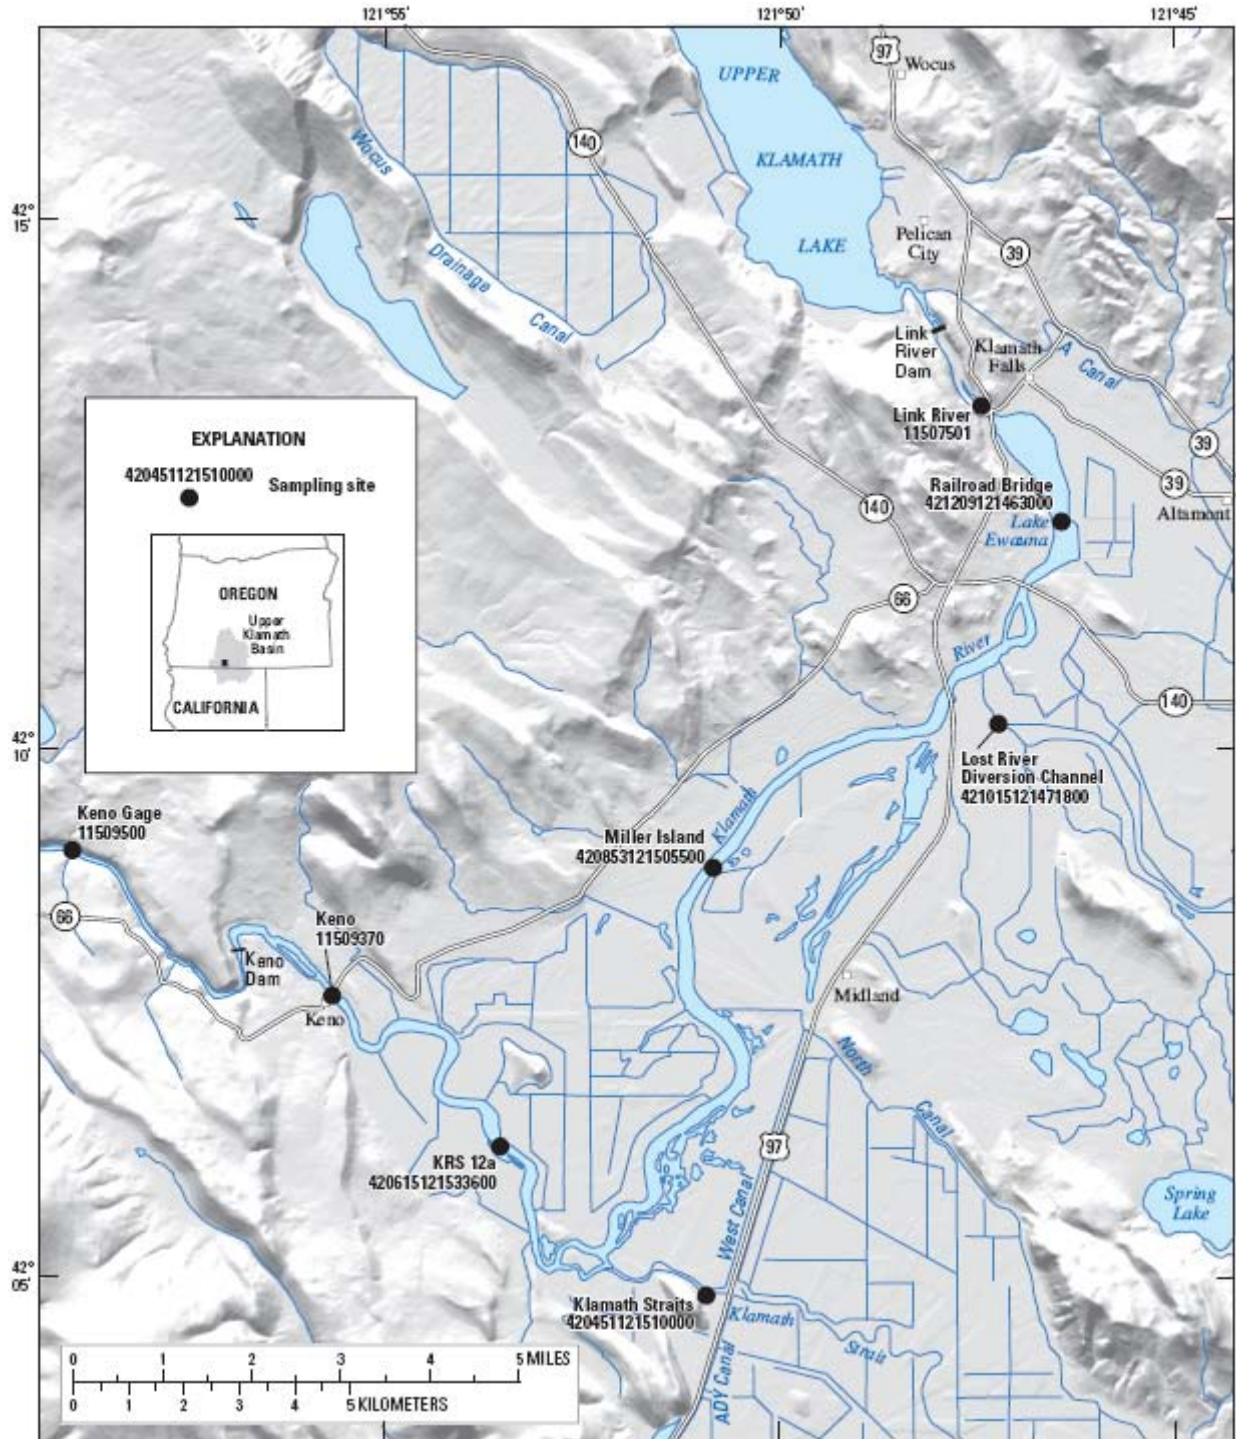 121°55'
121°50'
121°45'
42°
15'
42°
10'
42°
05'
UPPER
KLAMATH
LAKE
97
Wocus
140
Wocus
Drainage
Canal
Pelican
City
39
Link
River
Dam
Klamath
Falls
A Canal
39
Link River
11507501
39
Altamont
Railroad Bridge
421209121463000
Lake
Ewauna
140
66
River
140
EXPLANATION
420451121510000
Sampling site
OREGON
Upper
Klamath
Basin
CALIFORNIA
Lost River
Diversion Channel
421015121471800
Keno Gage
11509500
Klamath
Miller Island
420853121505500
66
Keno
11509370
Keno
Dam
Keno
Midland
North
Canal
KRS 12a
420615121533600
97
West Canal
Spring
Lake
Klamath Straits
420451121510000
Klamath
Strait
ADY Canal
0 1 2 3 4 5 MILES
0 1 2 3 4 5 KILOMETERS